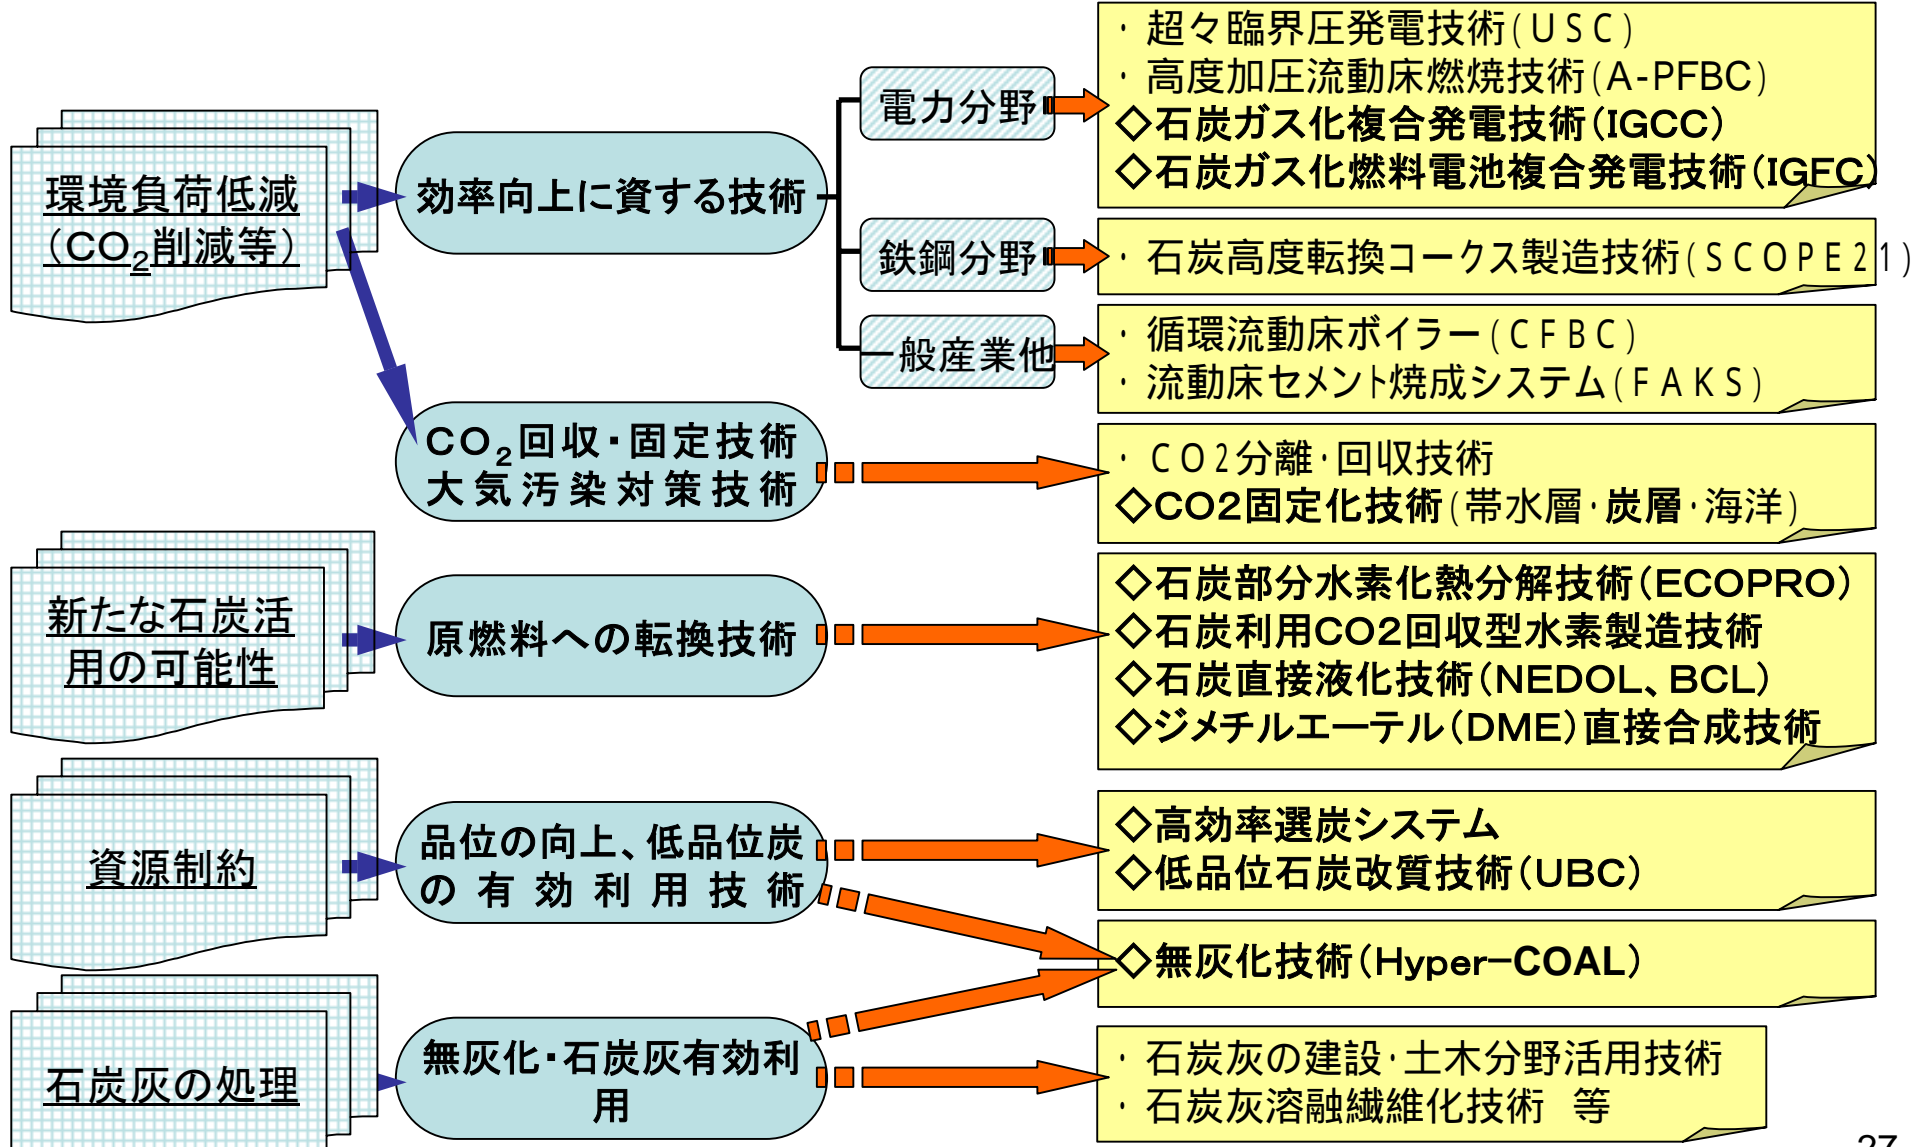 環境負荷低減
(CO2削減等)
効率向上に資する技術
電力分野
・超々臨界圧発電技術(USC)
・高度加圧流動床燃焼技術(A-PFBC)
◇石炭ガス化複合発電技術(IGCC)
◇石炭ガス化燃料電池複合発電技術(IGFC)
鉄鋼分野
・石炭高度転換コークス製造技術(SCOPE21)
一般産業他
・循環流動床ボイラー(CFBC)
・流動床セメント焼成システム(FAKS)
CO2回収・固定技術
大気汚染対策技術
・CO2分離・回収技術
◇CO2固定化技術(帯水層・炭層・海洋)
新たな石炭活
用の可能性
原燃料への転換技術
◇石炭部分水素化熱分解技術(ECOPRO)
◇石炭利用CO2回収型水素製造技術
◇石炭直接液化技術(NEDOL、BCL)
◇ジメチルエーテル(DME)直接合成技術
資源制約
品位の向上、低品位炭
の有効利用技術
◇高効率選炭システム
◇低品位石炭改質技術(UBC)
◇無灰化技術(Hyper-COAL)
石炭灰の処理
無灰化・石炭灰有効利
用
・石炭灰の建設・土木分野活用技術
・石炭灰溶融繊維化技術 等
27